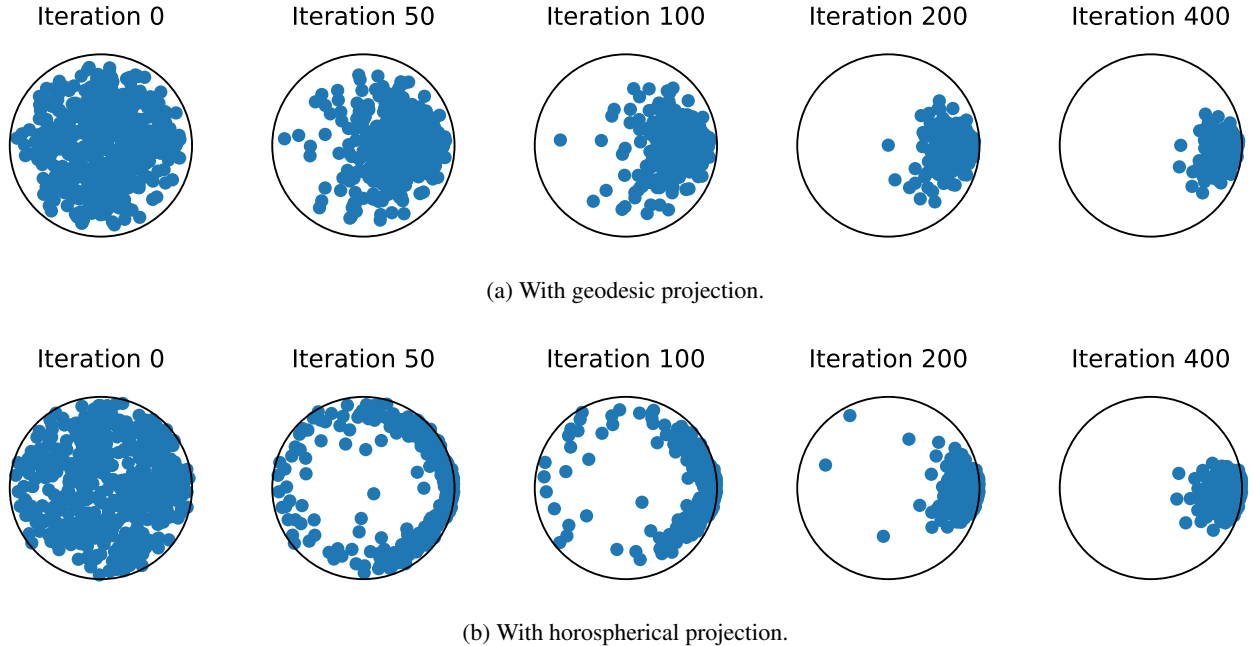 Iteration 0 Iteration 50 Iteration 100 Iteration 200 Iteration 400
(a) With geodesic projection.
Iteration 0 Iteration 50 Iteration 100 Iteration 200 Iteration 400
(b) With horospherical projection.